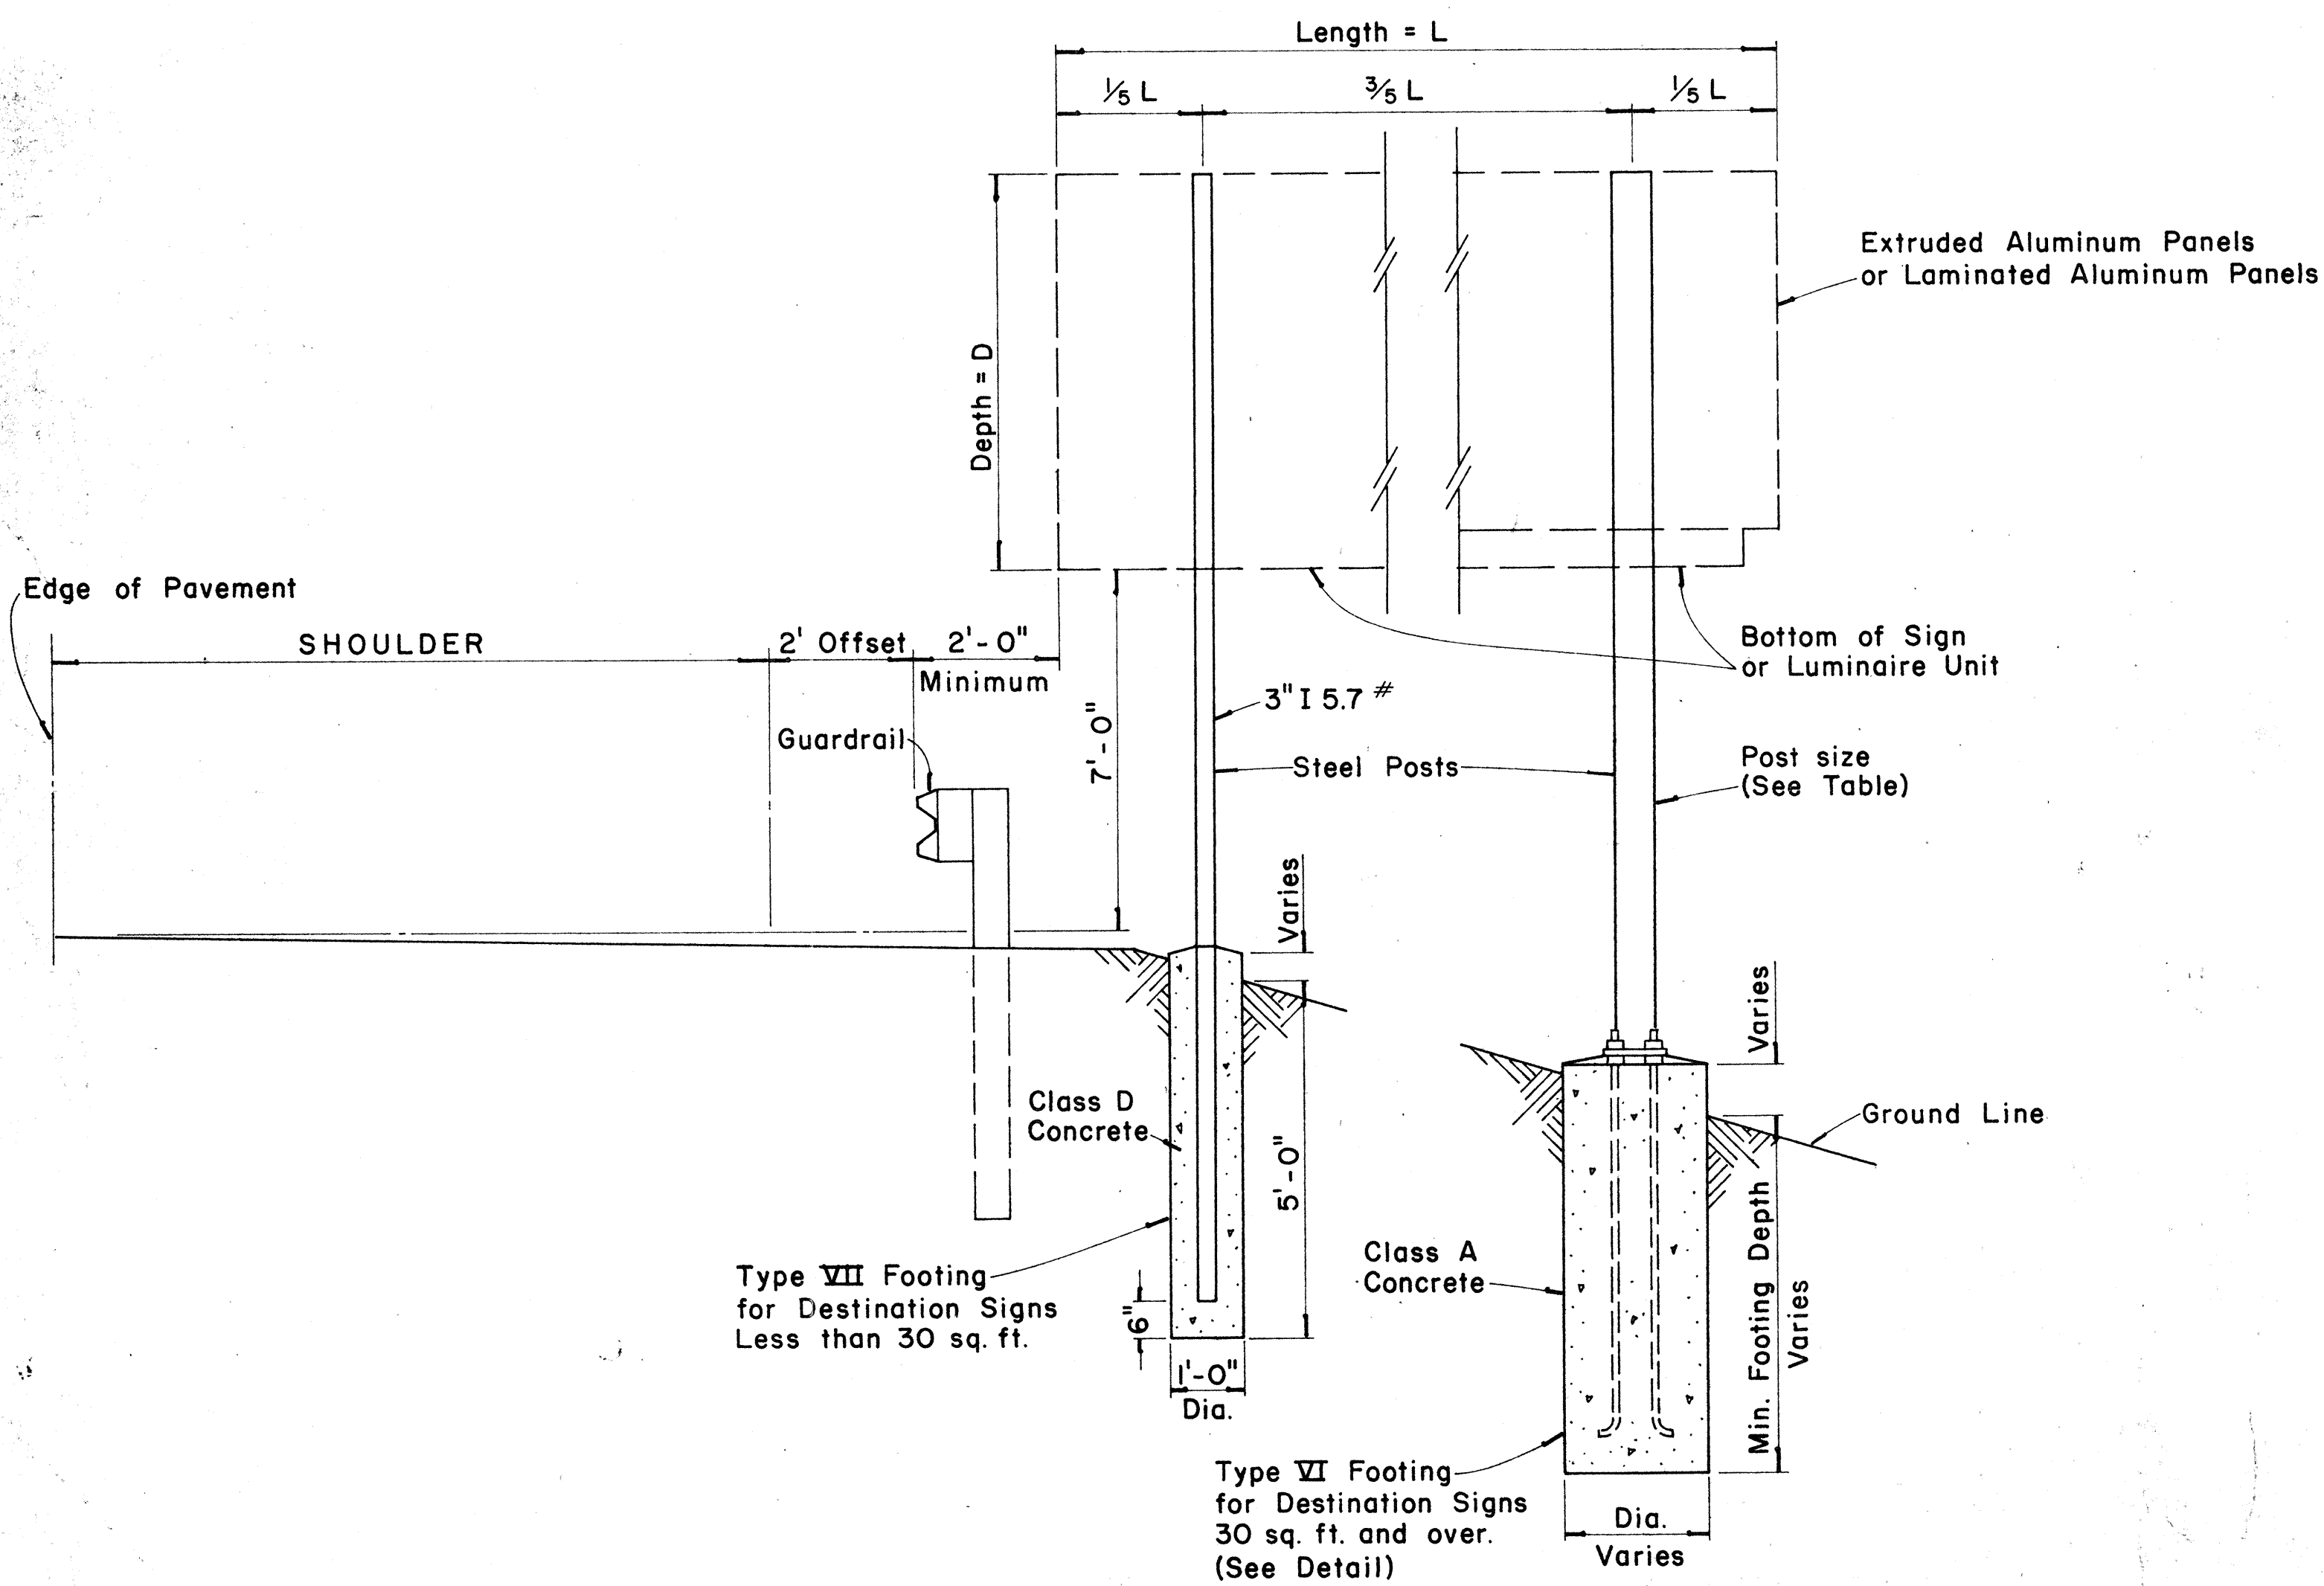 Length = L
1/5 L
3/5 L
1/5 L
Extruded Aluminum Panels
or Laminated Aluminum Panels
Depth = D
Edge of Pavement
SHOULDER
2' Offset
2'-0"
Minimum
Bottom of Sign
or Luminaire Unit
3" I 5.7 #
Guardrail
7'-0"
Steel Posts
Post size
(See Table)
Varies
Varies
Class D
Concrete
Ground Line
5'-0"
Min. Footing Depth
Varies
Type VII Footing
for Destination Signs
Less than 30 sq. ft.
6"
Class A
Concrete
1'-0"
Dia.
Type VI Footing
for Destination Signs
30 sq. ft. and over.
(See Detail)
Dia.
Varies